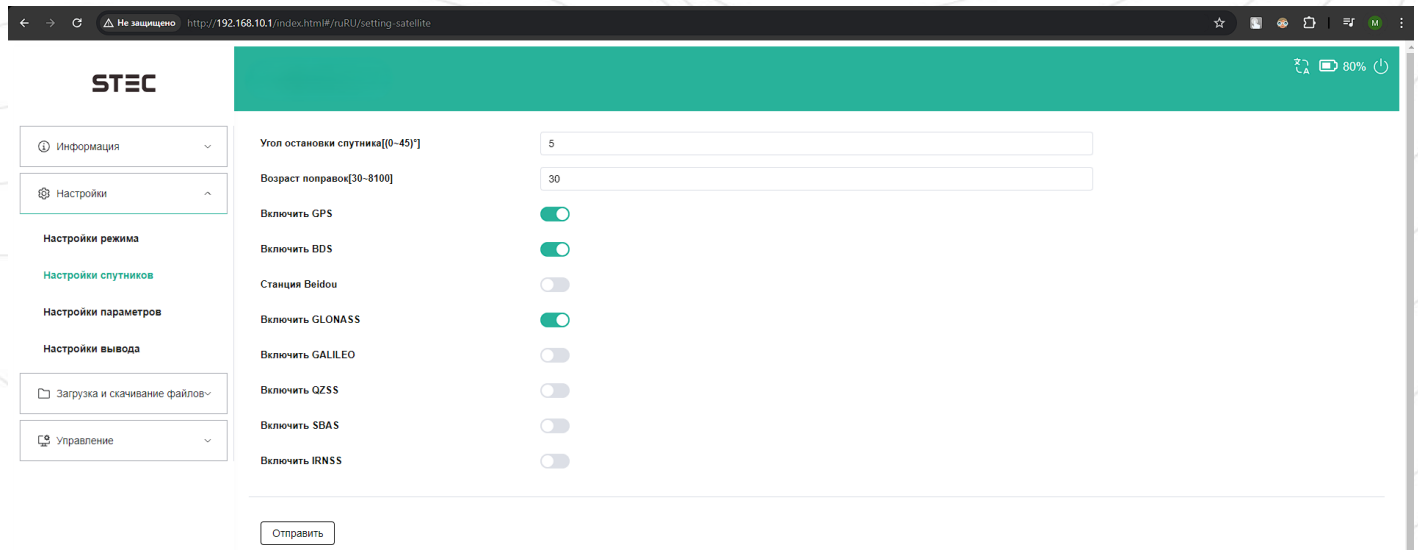 Не защищено http://192.168.10.1/index.html#/ruRU/setting-satellite M
STEC
80%
Информация
Настройки
Настройки режима
Настройки спутников
Настройки параметров
Настройки вывода
Загрузка и скачивание файлов
Управление
Угол остановки спутника[(0~45)°] 5
Возраст поправок[30~8100] 30
Включить GPS
Включить BDS
Станция Beidou
Включить GLONASS
Включить GALILEO
Включить QZSS
Включить SBAS
Включить IRNSS
Отправить